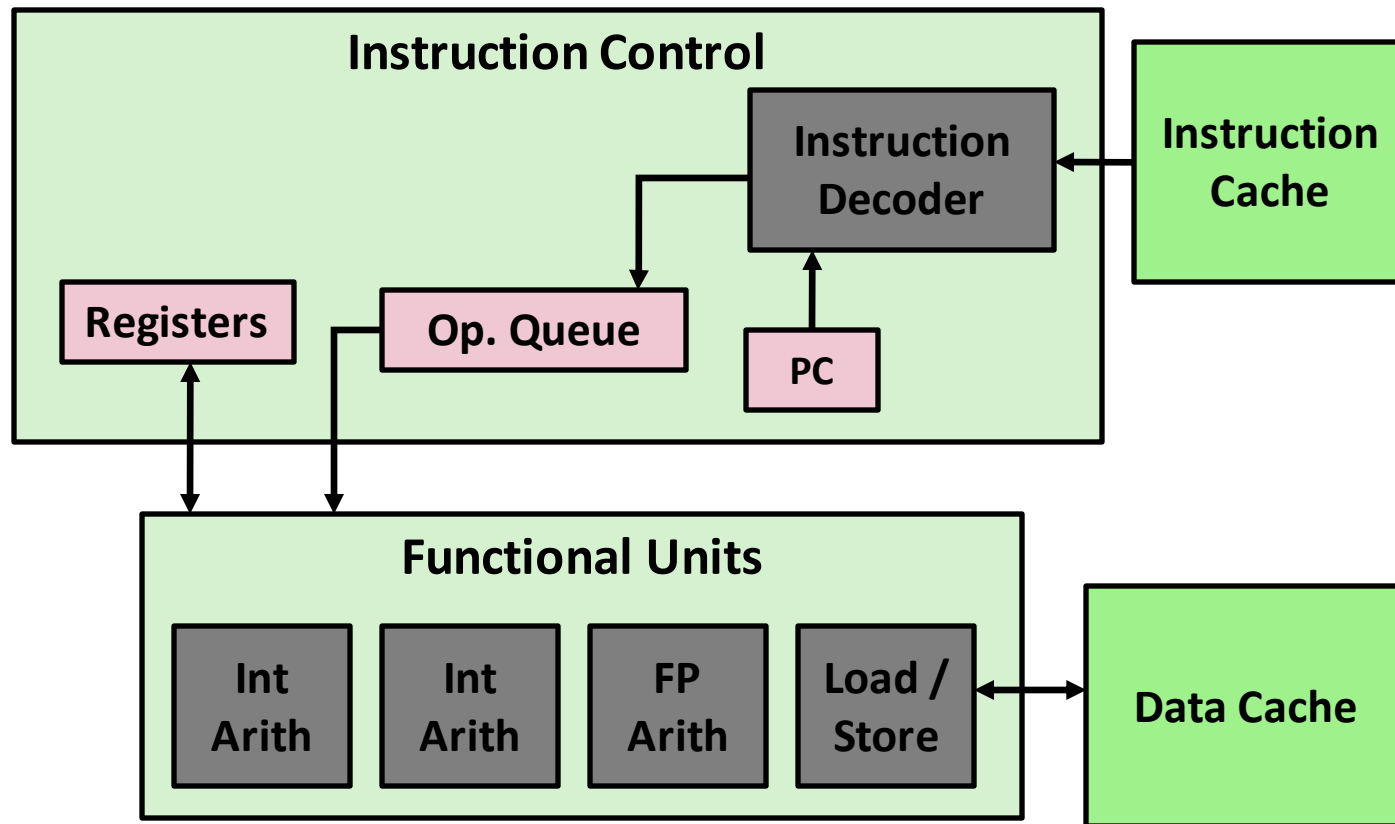 Instruction Control
Instruction
Decoder
Instruction
Cache
Registers
Op. Queue
PC
Functional Units
Int
Arith
Int
Arith
FP
Arith
Load /
Store
Data Cache